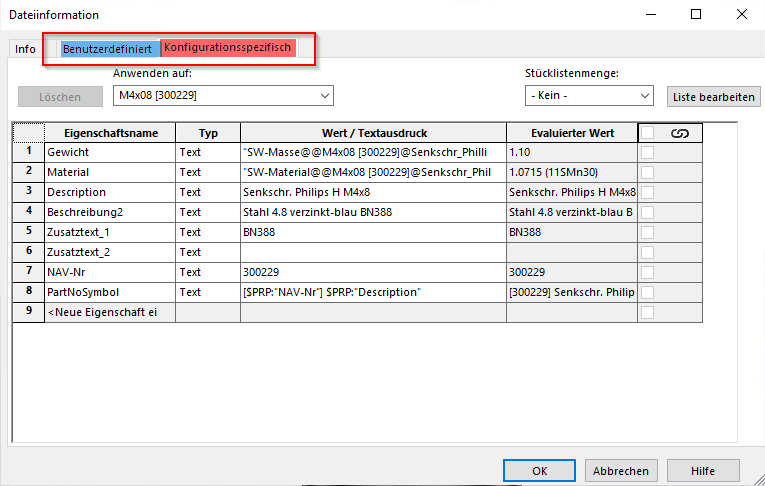 Dateiinformation
Info Benutzerdefiniert Konfigurationsspezifisch
Anwenden auf: Stücklistenmenge:
Löschen M4x08 [300229] - Kein - Liste bearbeiten
Eigenschaftsname Typ Wert / Textausdruck Evaluierter Wert
1 Gewicht Text "SW-Masse@@M4x08 [300229]@Senkschr_Philli 1.10
2 Material Text "SW-Material@@M4x08 [300229]@Senkschr_Phil 1.0715 (11SMn30)
3 Description Text Senkschr. Philips H M4x8 Senkschr. Philips H M4x8
4 Beschreibung2 Text Stahl 4.8 verzinkt-blau BN388 Stahl 4.8 verzinkt-blau B
5 Zusatztext_1 Text BN388 BN388
6 Zusatztext_2 Text
7 NAV-Nr Text 300229 300229
8 PartNoSymbol Text [$PRP:"NAV-Nr"] $PRP:"Description" [300229] Senkschr. Philip
9 <Neue Eigenschaft ei
OK Abbrechen Hilfe